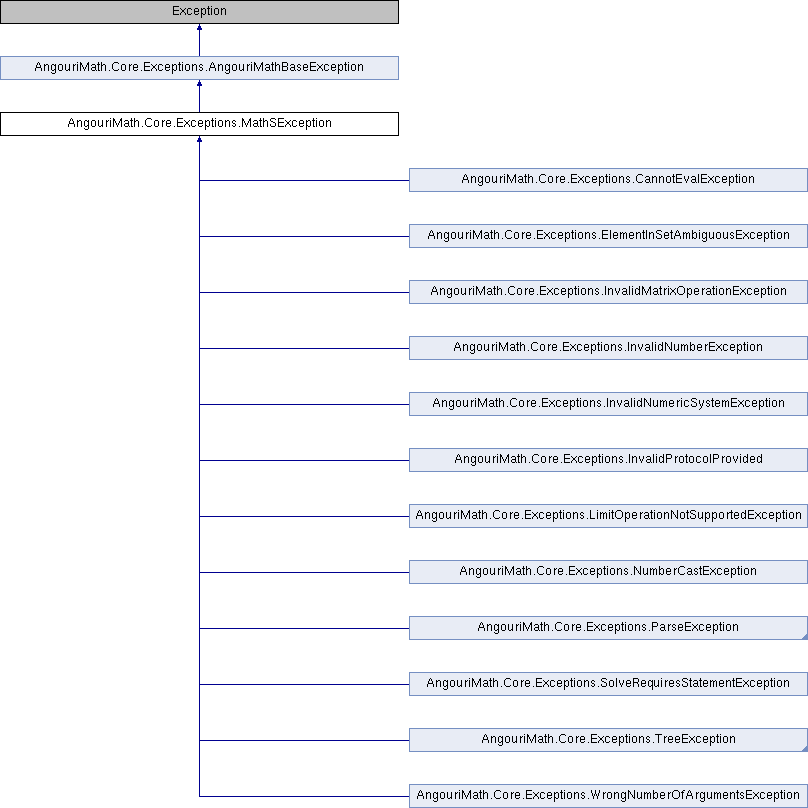 Exception
AngouriMath.Core.Exceptions.AngouriMathBaseException
AngouriMath.Core.Exceptions.MathSException
AngouriMath.Core.Exceptions.CannotEvalException
AngouriMath.Core.Exceptions.ElementInSetAmbiguousException
AngouriMath.Core.Exceptions.InvalidMatrixOperationException
AngouriMath.Core.Exceptions.InvalidNumberException
AngouriMath.Core.Exceptions.InvalidNumericSystemException
AngouriMath.Core.Exceptions.InvalidProtocolProvided
AngouriMath.Core.Exceptions.LimitOperationNotSupportedException
AngouriMath.Core.Exceptions.NumberCastException
AngouriMath.Core.Exceptions.ParseException
AngouriMath.Core.Exceptions.SolveRequiresStatementException
AngouriMath.Core.Exceptions.TreeException
AngouriMath.Core.Exceptions.WrongNumberOfArgumentsException